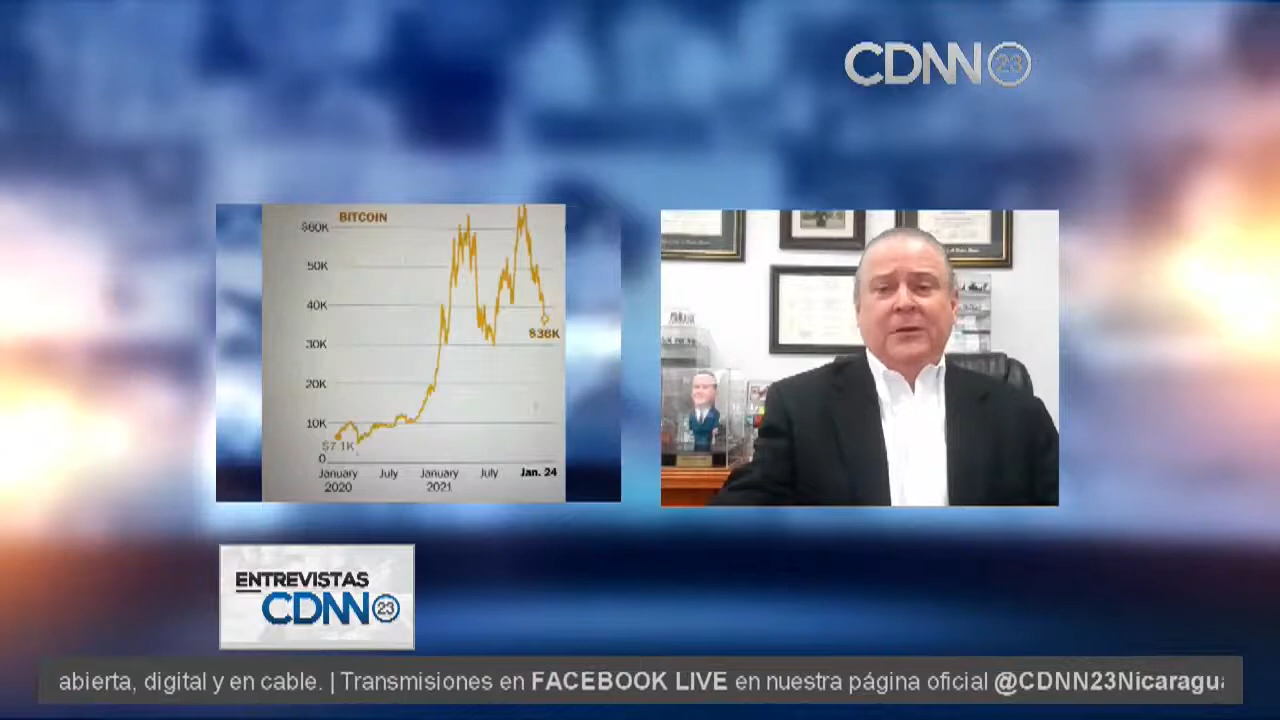 CDNN 23
BITCOIN
$60K
50K
40K
$36K
30K
20K
10K
$7.1K
0
January July January July Jan. 24
2020 2021
ENTREVISTAS
CDNN 23
abierta, digital y en cable. | Transmisiones en FACEBOOK LIVE en nuestra página oficial @CDNN23Nicaragua